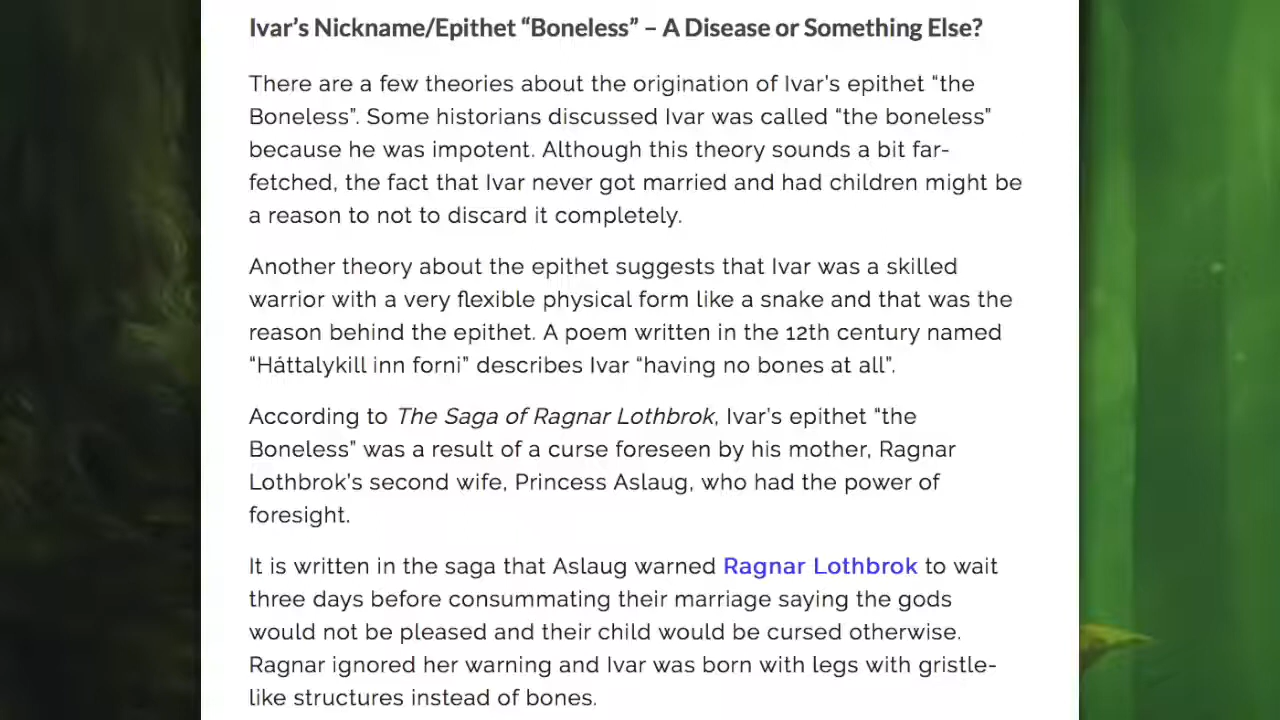 Ivar’s Nickname/Epithet “Boneless” – A Disease or Something Else?
There are a few theories about the origination of Ivar’s epithet “the
Boneless”. Some historians discussed Ivar was called “the boneless”
because he was impotent. Although this theory sounds a bit far-
fetched, the fact that Ivar never got married and had children might be
a reason to not to discard it completely.
Another theory about the epithet suggests that Ivar was a skilled
warrior with a very flexible physical form like a snake and that was the
reason behind the epithet. A poem written in the 12th century named
“Háttalykill inn forni” describes Ivar “having no bones at all”.
According to The Saga of Ragnar Lothbrok, Ivar’s epithet “the
Boneless” was a result of a curse foreseen by his mother, Ragnar
Lothbrok’s second wife, Princess Aslaug, who had the power of
foresight.
It is written in the saga that Aslaug warned Ragnar Lothbrok to wait
three days before consummating their marriage saying the gods
would not be pleased and their child would be cursed otherwise.
Ragnar ignored her warning and Ivar was born with legs with gristle-
like structures instead of bones.